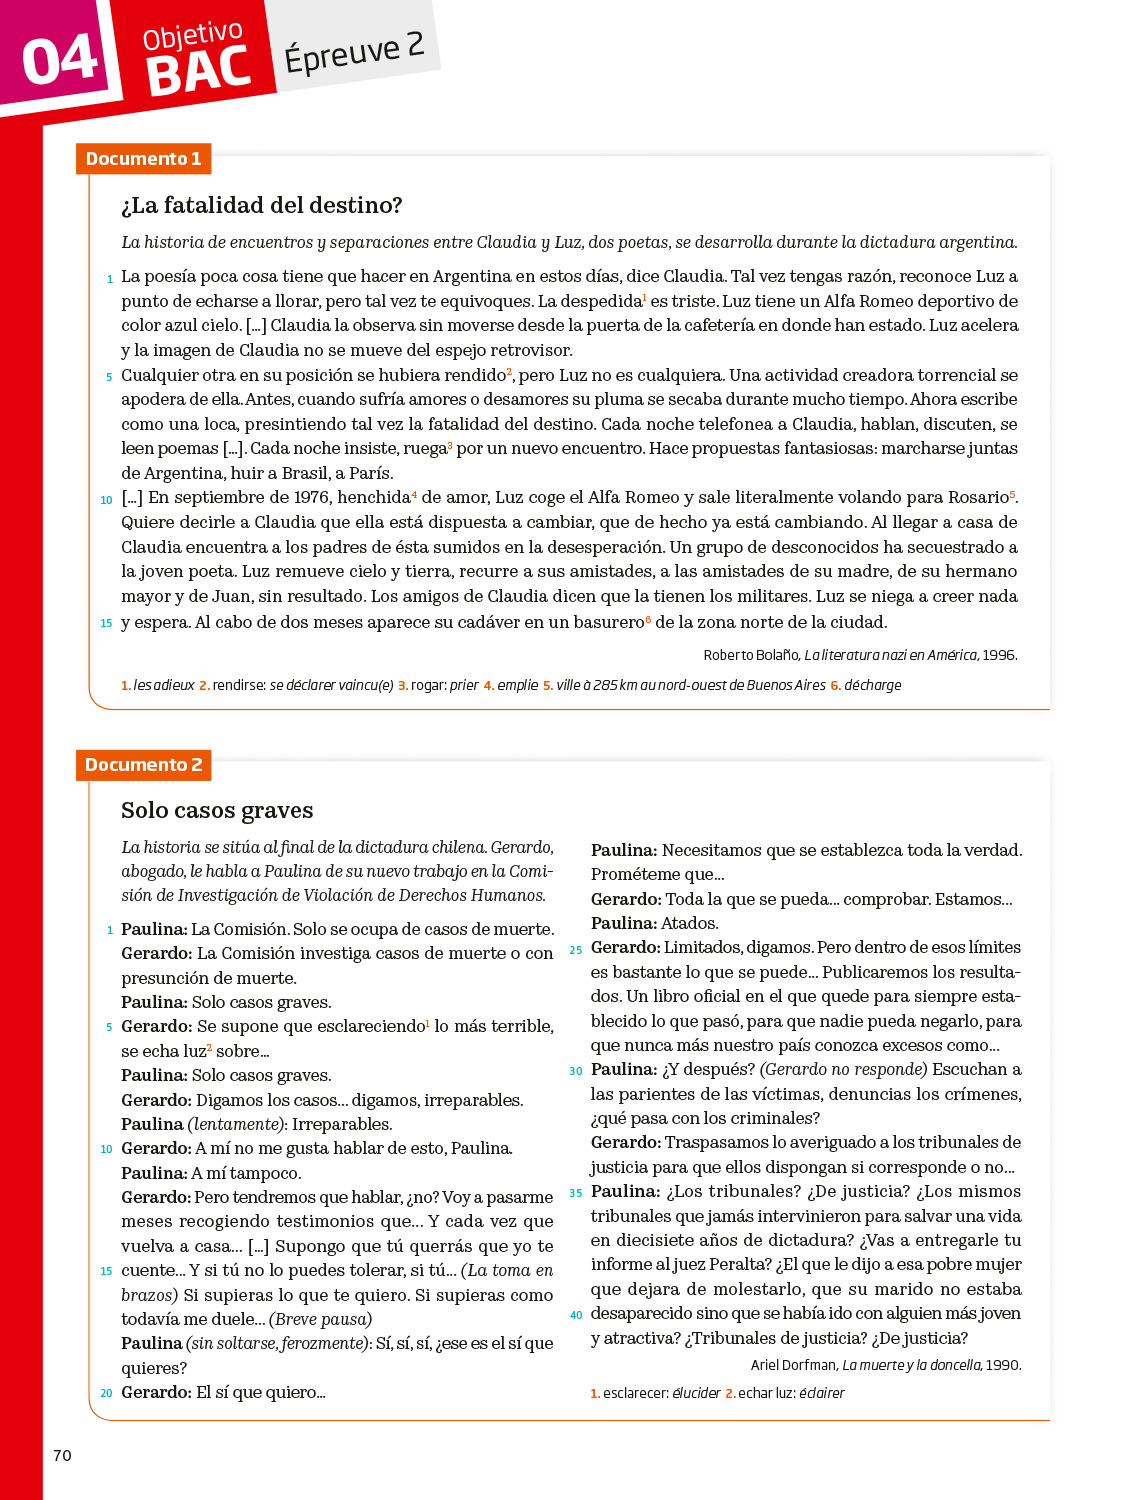 04
Objetivo
BAC
Épreuve 2
Documento 1
¿La fatalidad del destino?
La historia de encuentros y separaciones entre Claudia y Luz, dos poetas, se desarrolla durante la dictadura argentina.
1 La poesía poca cosa tiene que hacer en Argentina en estos días, dice Claudia. Tal vez tengas razón, reconoce Luz a
punto de echarse a llorar, pero tal vez te equivoques. La despedida1 es triste. Luz tiene un Alfa Romeo deportivo de
color azul cielo. [...] Claudia la observa sin moverse desde la puerta de la cafetería en donde han estado. Luz acelera
y la imagen de Claudia no se mueve del espejo retrovisor.
5 Cualquier otra en su posición se hubiera rendido2, pero Luz no es cualquiera. Una actividad creadora torrencial se
apodera de ella. Antes, cuando sufría amores o desamores su pluma se secaba durante mucho tiempo. Ahora escribe
como una loca, presintiendo tal vez la fatalidad del destino. Cada noche telefonea a Claudia, hablan, discuten, se
leen poemas [...]. Cada noche insiste, ruega3 por un nuevo encuentro. Hace propuestas fantasiosas: marcharse juntas
de Argentina, huir a Brasil, a París.
10 [...] En septiembre de 1976, henchida4 de amor, Luz coge el Alfa Romeo y sale literalmente volando para Rosario5.
Quiere decirle a Claudia que ella está dispuesta a cambiar, que de hecho ya está cambiando. Al llegar a casa de
Claudia encuentra a los padres de ésta sumidos en la desesperación. Un grupo de desconocidos ha secuestrado a
la joven poeta. Luz remueve cielo y tierra, recurre a sus amistades, a las amistades de su madre, de su hermano
mayor y de Juan, sin resultado. Los amigos de Claudia dicen que la tienen los militares. Luz se niega a creer nada
15 y espera. Al cabo de dos meses aparece su cadáver en un basurero6 de la zona norte de la ciudad.
Roberto Bolaño, La literatura nazi en América, 1996.
1. les adieux 2. rendirse: se déclarer vaincu(e) 3. rogar: prier 4. emplie 5. ville à 285 km au nord-ouest de Buenos Aires 6. décharge
Documento 2
Solo casos graves
La historia se sitúa al final de la dictadura chilena. Gerardo,
abogado, le habla a Paulina de su nuevo trabajo en la Comi-
sión de Investigación de Violación de Derechos Humanos.
1 Paulina: La Comisión. Solo se ocupa de casos de muerte.
Gerardo: La Comisión investiga casos de muerte o con
presunción de muerte.
Paulina: Solo casos graves.
5 Gerardo: Se supone que esclareciendo1 lo más terrible,
se echa luz2 sobre...
Paulina: Solo casos graves.
Gerardo: Digamos los casos... digamos, irreparables.
Paulina (lentamente): Irreparables.
10 Gerardo: A mí no me gusta hablar de esto, Paulina.
Paulina: A mí tampoco.
Gerardo: Pero tendremos que hablar, ¿no? Voy a pasarme
meses recogiendo testimonios que... Y cada vez que
vuelva a casa... [...] Supongo que tú querrás que yo te
15 cuente... Y si tú no lo puedes tolerar, si tú... (La toma en
brazos) Si supieras lo que te quiero. Si supieras como
todavía me duele... (Breve pausa)
Paulina (sin soltarse, ferozmente): Sí, sí, sí, ¿ese es el sí que
quieres?
20 Gerardo: El sí que quiero...
Paulina: Necesitamos que se establezca toda la verdad.
Prométeme que...
Gerardo: Toda la que se pueda... comprobar. Estamos...
Paulina: Atados.
25 Gerardo: Limitados, digamos. Pero dentro de esos límites
es bastante lo que se puede... Publicaremos los resulta-
dos. Un libro oficial en el que quede para siempre esta-
blecido lo que pasó, para que nadie pueda negarlo, para
que nunca más nuestro país conozca excesos como...
30 Paulina: ¿Y después? (Gerardo no responde) Escuchan a
las parientes de las víctimas, denuncias los crímenes,
¿qué pasa con los criminales?
Gerardo: Traspasamos lo averiguado a los tribunales de
justicia para que ellos dispongan si corresponde o no...
35 Paulina: ¿Los tribunales? ¿De justicia? ¿Los mismos
tribunales que jamás intervinieron para salvar una vida
en diecisiete años de dictadura? ¿Vas a entregarle tu
informe al juez Peralta? ¿El que le dijo a esa pobre mujer
que dejara de molestarlo, que su marido no estaba
40 desaparecido sino que se había ido con alguien más joven
y atractiva? ¿Tribunales de justicia? ¿De justicia?
Ariel Dorfman, La muerte y la doncella, 1990.
1. esclarecer: élucider 2. echar luz: éclairer
70